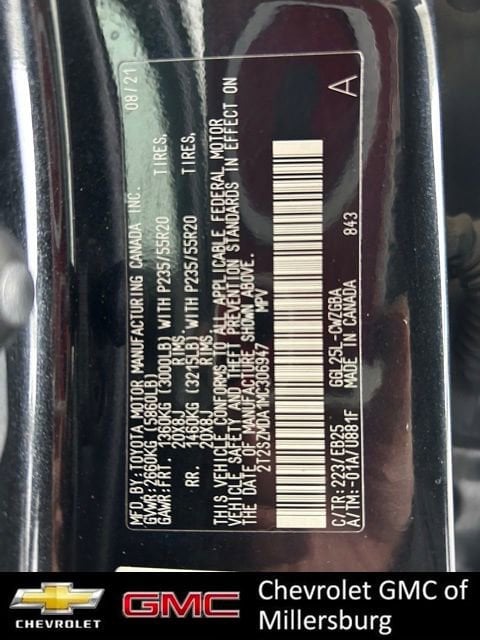 MFD.BY:TOYOTA MOTOR MANUFACTURING CANADA INC. 08/21
GVWR:2660KG (5860LB)
GAWR:FRT. 1360KG (3000LB) WITH P235/55R20 TIRES,
20X8J RIMS.
RR. 1460KG (3215LB) WITH P235/55R20 TIRES,
20X8J RIMS.
THIS VEHICLE CONFORMS TO ALL APPLICABLE FEDERAL MOTOR
VEHICLE SAFETY AND THEFT PREVENTION STANDARDS IN EFFECT ON
THE DATE OF MANUFACTURE SHOWN ABOVE.
2T2SZMDA1MC306947 MPV
C/TR:223/EB25 GGL25L-CWZGBA
A/TM:-01A/U881F MADE IN CANADA 843
A
CHEVROLET
GMC
Chevrolet GMC of
Millersburg